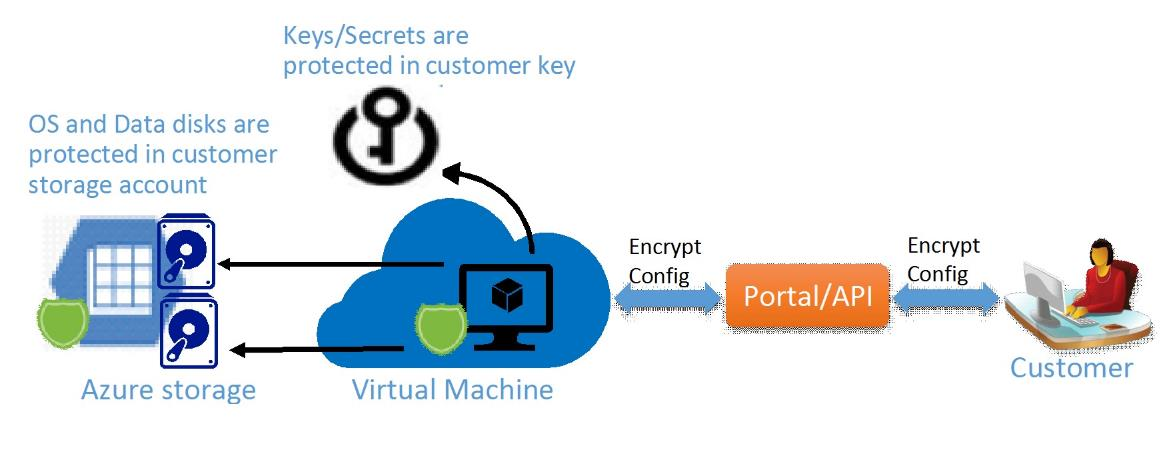 Keys/Secrets are
protected in customer key
OS and Data disks are
protected in customer
storage account
Encrypt
Config
Encrypt
Config
Portal/API
Azure storage
Virtual Machine
Customer